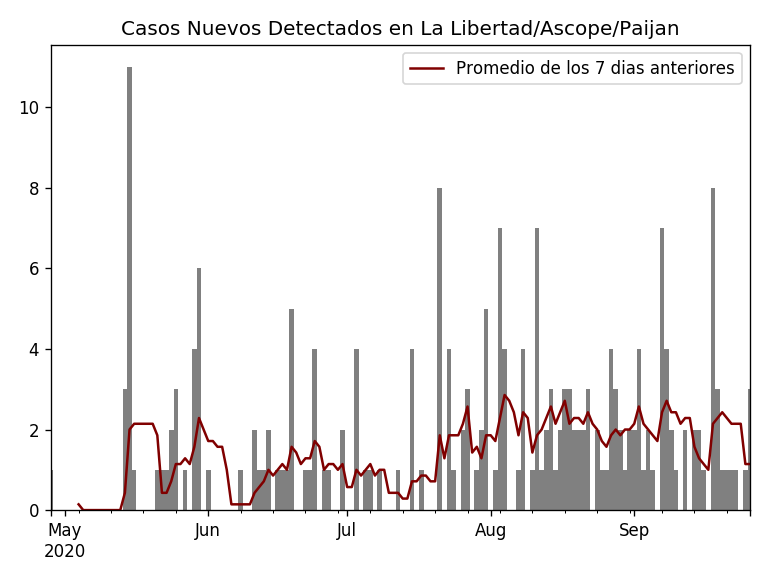 Casos Nuevos Detectados en La Libertad/Ascope/Paijan
Promedio de los 7 dias anteriores
10
8
6
4
2
0
May Jun Jul Aug Sep
2020